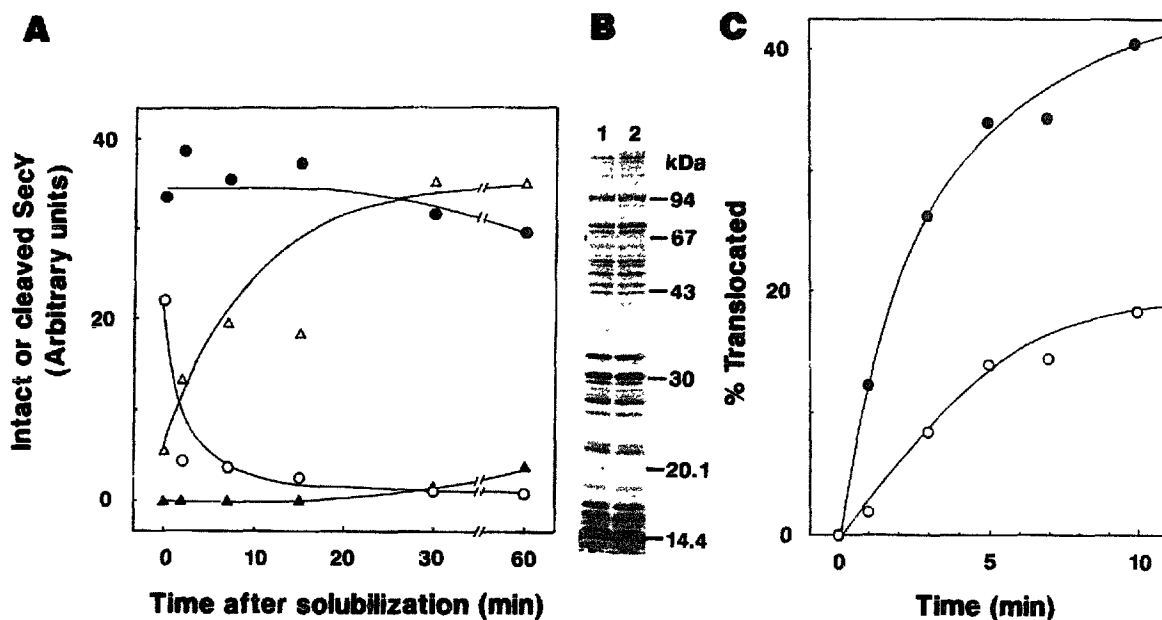 A
Intact or cleaved SecY
(Arbitrary units)
40
20
0
0 10 20 30 60
Time after solubilization (min)
B
1 2
kDa
94
67
43
30
20.1
14.4
C
% Translocated
40
20
0
0 5 10
Time (min)